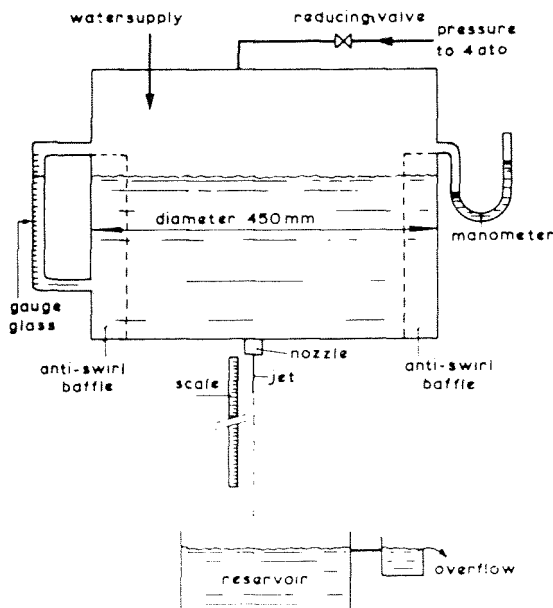 watersupply
reducing valve
pressure
to 4 ato
diameter 450 mm
manometer
gauge
glass
anti-swirl
baffle
nozzle
jet
scale
anti-swirl
baffle
reservoir
overflow